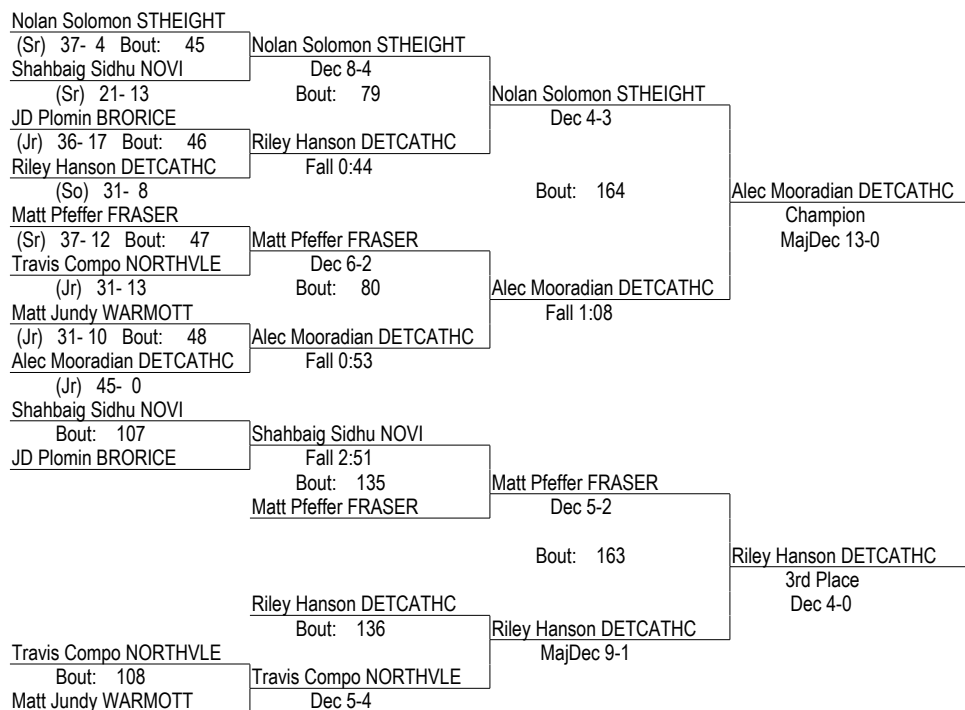 Nolan Solomon STHEIGHT
(Sr) 37- 4 Bout: 45
Nolan Solomon STHEIGHT
Shahbaig Sidhu NOVI
Dec 8-4
(Sr) 21- 13
Bout: 79
Nolan Solomon STHEIGHT
JD Plomin BRORICE
Dec 4-3
(Jr) 36- 17 Bout: 46
Riley Hanson DETCATHC
Riley Hanson DETCATHC
Fall 0:44
(So) 31- 8
Bout: 164
Alec Mooradian DETCATHC
Matt Pfeffer FRASER
Champion
(Sr) 37- 12 Bout: 47
Matt Pfeffer FRASER
MajDec 13-0
Travis Compo NORTHVLE
Dec 6-2
(Jr) 31- 13
Bout: 80
Alec Mooradian DETCATHC
Matt Jundy WARMOTT
Fall 1:08
(Jr) 31- 10 Bout: 48
Alec Mooradian DETCATHC
Alec Mooradian DETCATHC
Fall 0:53
(Jr) 45- 0
Shahbaig Sidhu NOVI
Bout: 107
Shahbaig Sidhu NOVI
JD Plomin BRORICE
Fall 2:51
Bout: 135
Matt Pfeffer FRASER
Matt Pfeffer FRASER
Dec 5-2
Bout: 163
Riley Hanson DETCATHC
3rd Place
Riley Hanson DETCATHC
Dec 4-0
Bout: 136
Riley Hanson DETCATHC
Travis Compo NORTHVLE
MajDec 9-1
Bout: 108
Travis Compo NORTHVLE
Matt Jundy WARMOTT
Dec 5-4